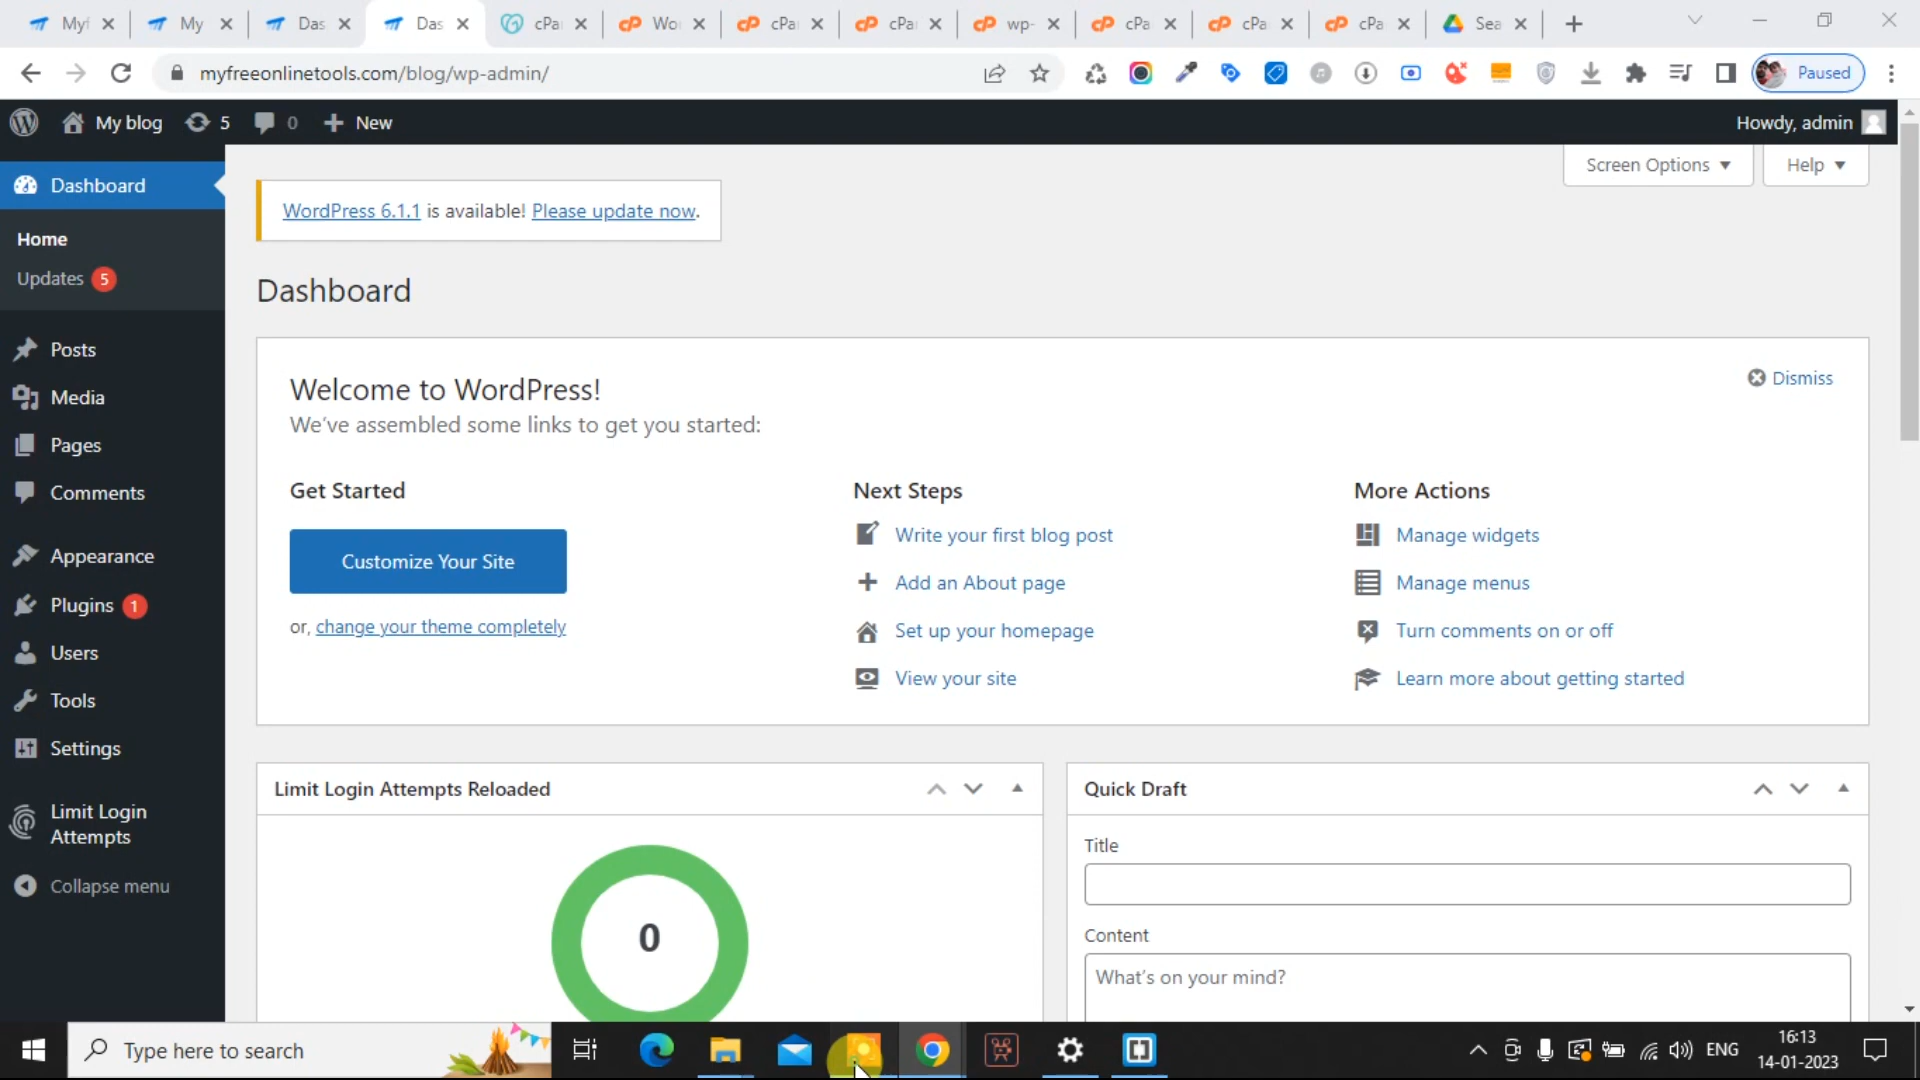 Myf
My
Das
Das
cPa
Wo
cPa
cPa
wp-
cPa
cPa
cPa
Sea
myfreeonlinetools.com/blog/wp-admin/
Paused
My blog 5 0 New
Howdy, admin
Screen Options
Help
Dashboard
Home
Updates 5
Posts
Media
Pages
Comments
Appearance
Plugins 1
Users
Tools
Settings
Limit Login
Attempts
Collapse menu
WordPress 6.1.1 is available! Please update now.
Dashboard
Welcome to WordPress!
Dismiss
We've assembled some links to get you started:
Get Started
Customize Your Site
or, change your theme completely
Next Steps
Write your first blog post
Add an About page
Set up your homepage
View your site
More Actions
Manage widgets
Manage menus
Turn comments on or off
Learn more about getting started
Limit Login Attempts Reloaded
0
Quick Draft
Title
Content
What's on your mind?
Type here to search
ENG
16:13
14-01-2023